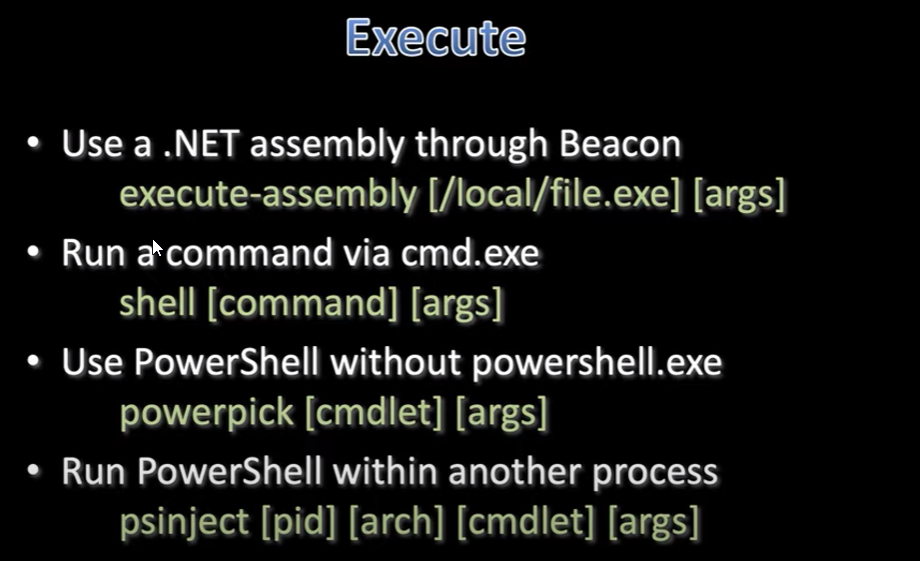 Execute
• Use a .NET assembly through Beacon
execute-assembly [/local/file.exe] [args]
• Run a command via cmd.exe
shell [command] [args]
• Use PowerShell without powershell.exe
powerpick [cmdlet] [args]
• Run PowerShell within another process
psinject [pid] [arch] [cmdlet] [args]